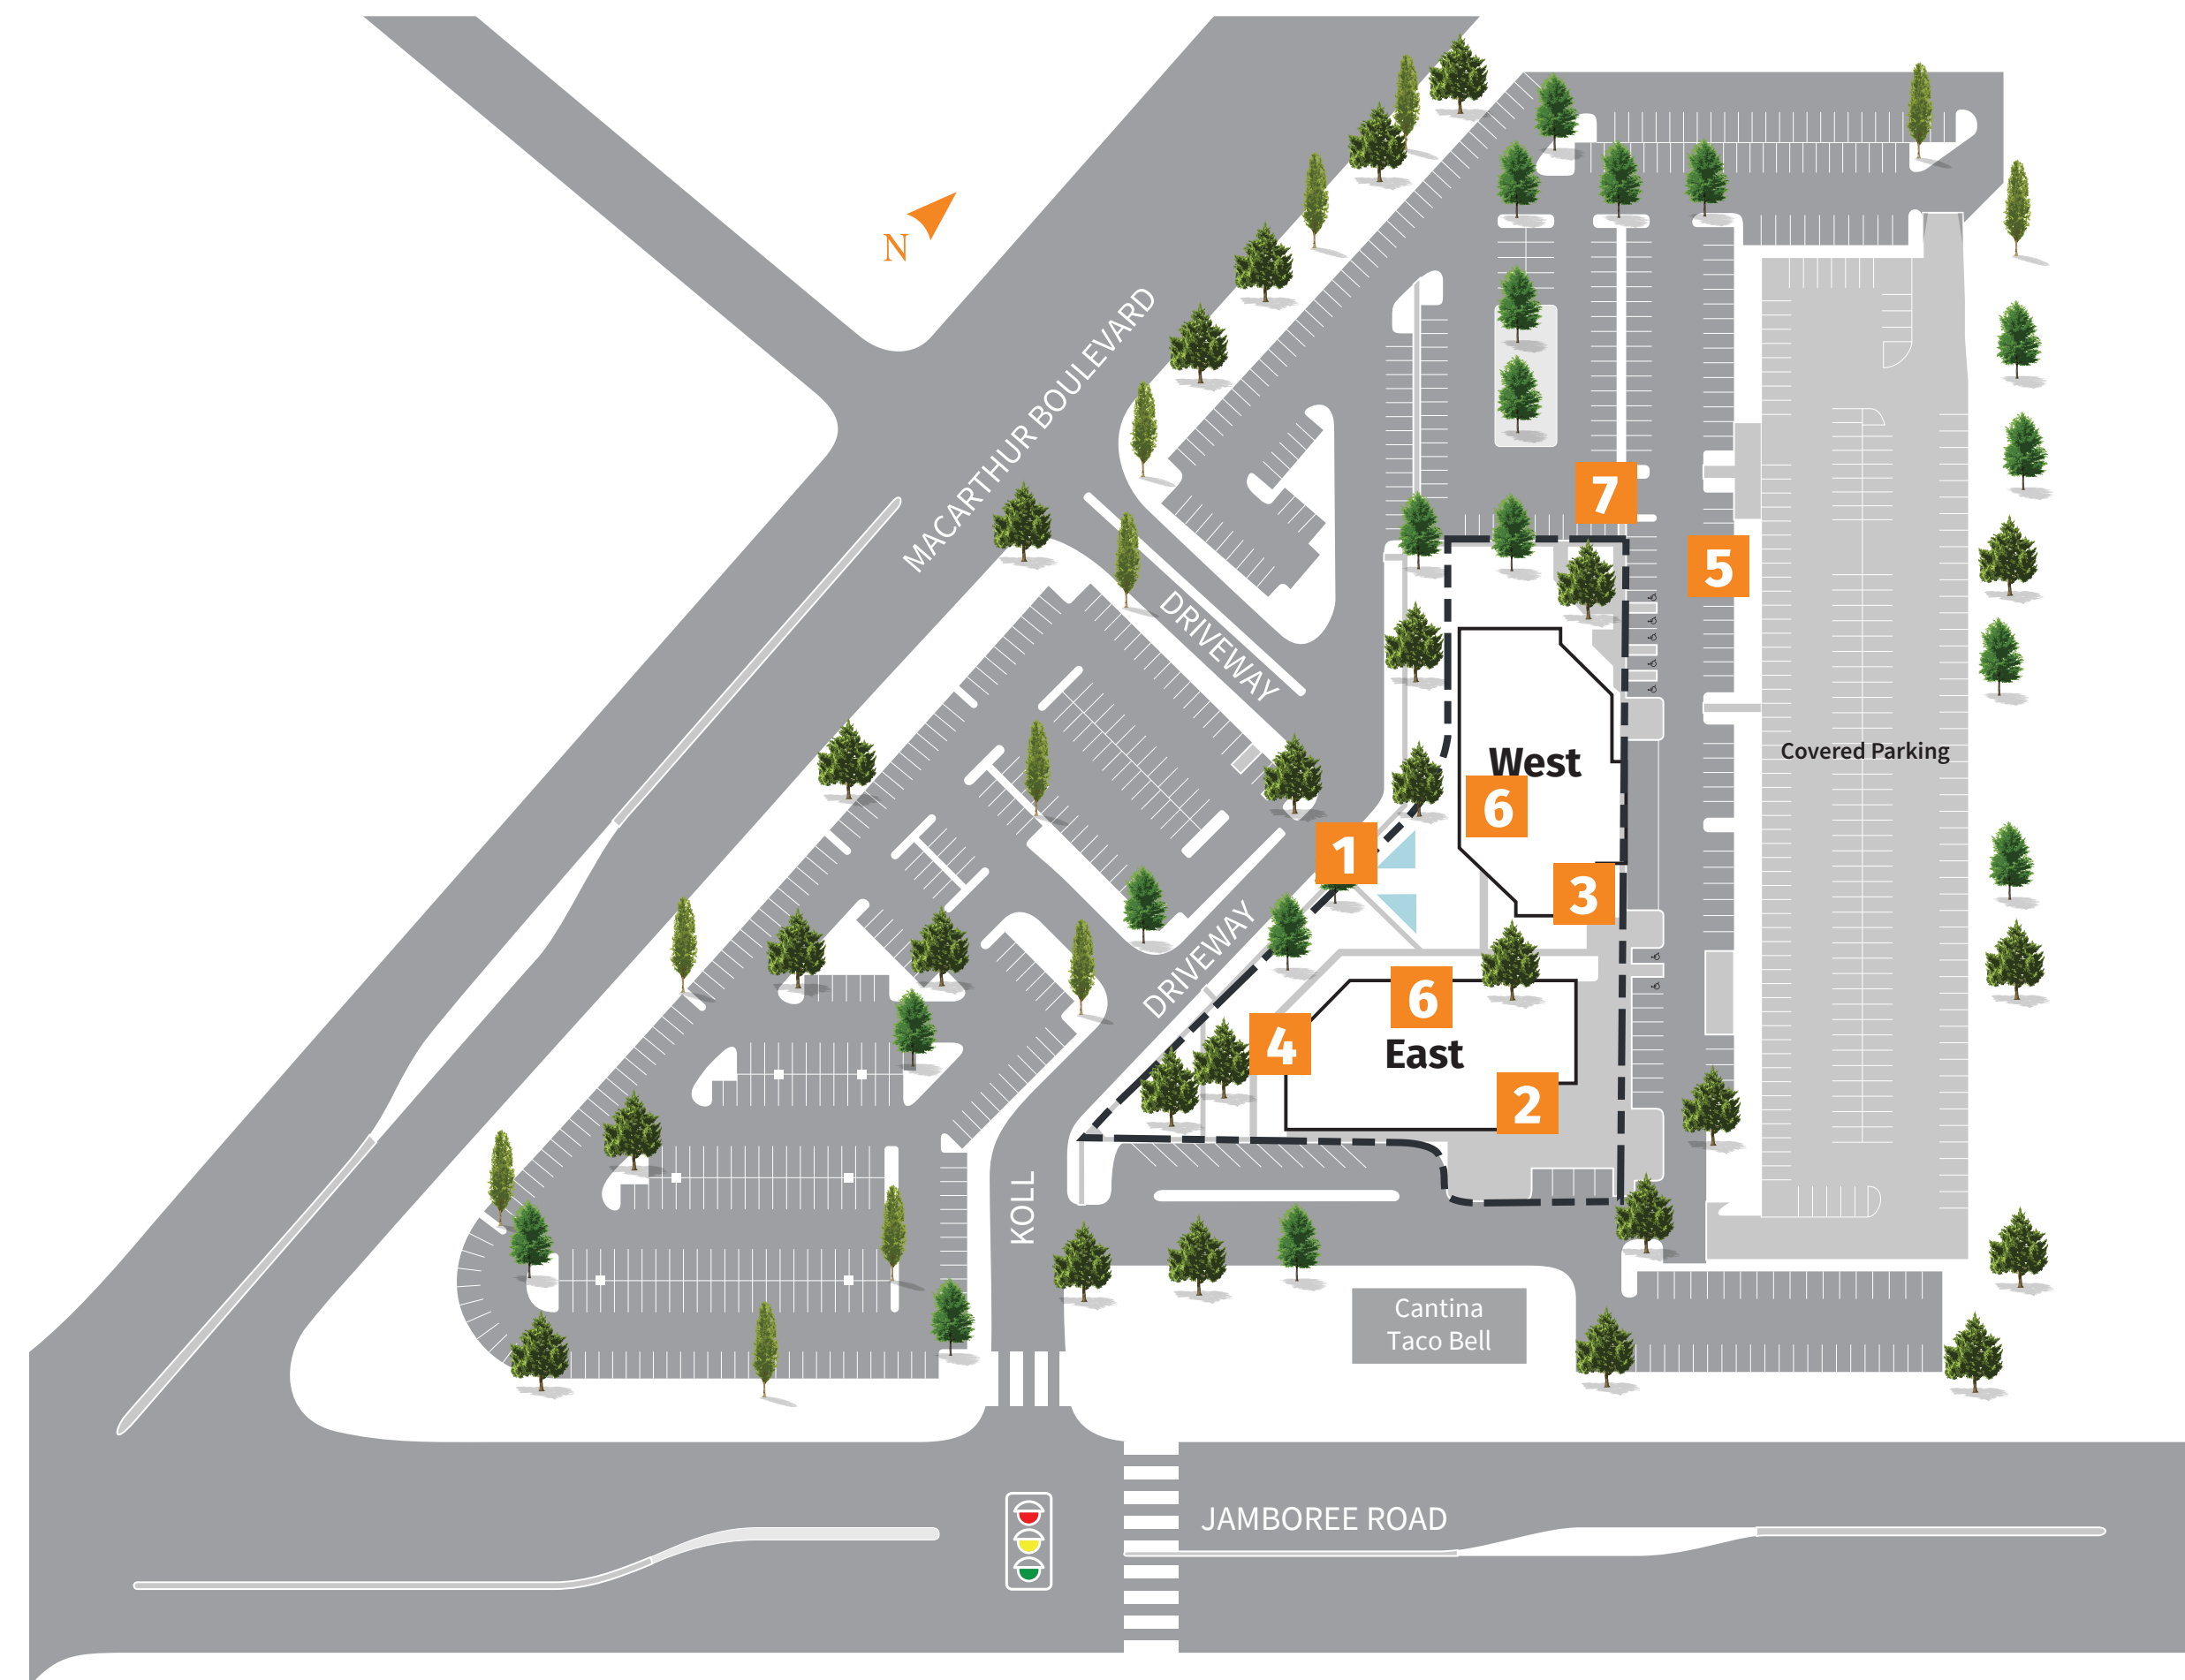 N
MACARTHUR BOULEVARD
7
5
DRIVEWAY
West
Covered Parking
6
1
3
DRIVEWAY
6
4
East
2
KOLL
Cantina
Taco Bell
JAMBOREE ROAD